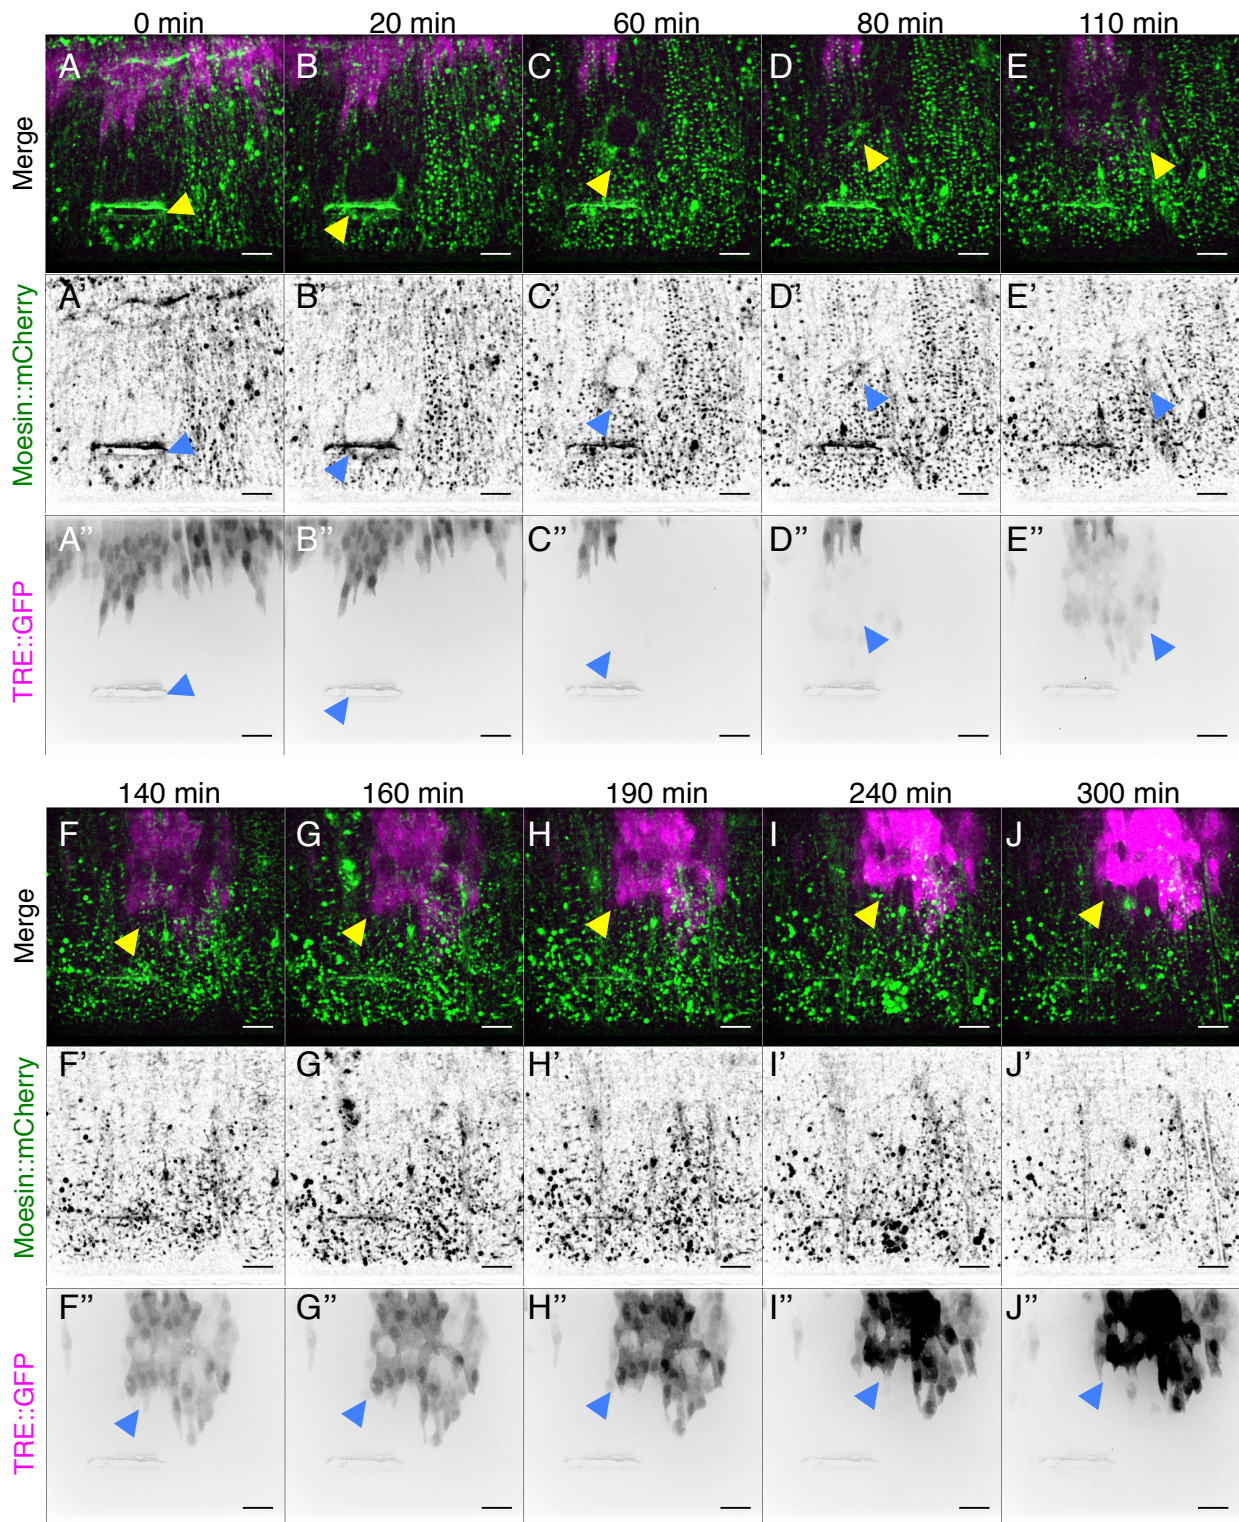 0 min 20 min 60 min 80 min 110 min
Merge
A B C D E
Moesin::mCherry
A' B' C' D' E'
TRE::GFP
A” B” C” D” E”
140 min 160 min 190 min 240 min 300 min
Merge
F G H I J
Moesin::mCherry
F' G' H' I' J'
TRE::GFP
F” G” H” I” J”